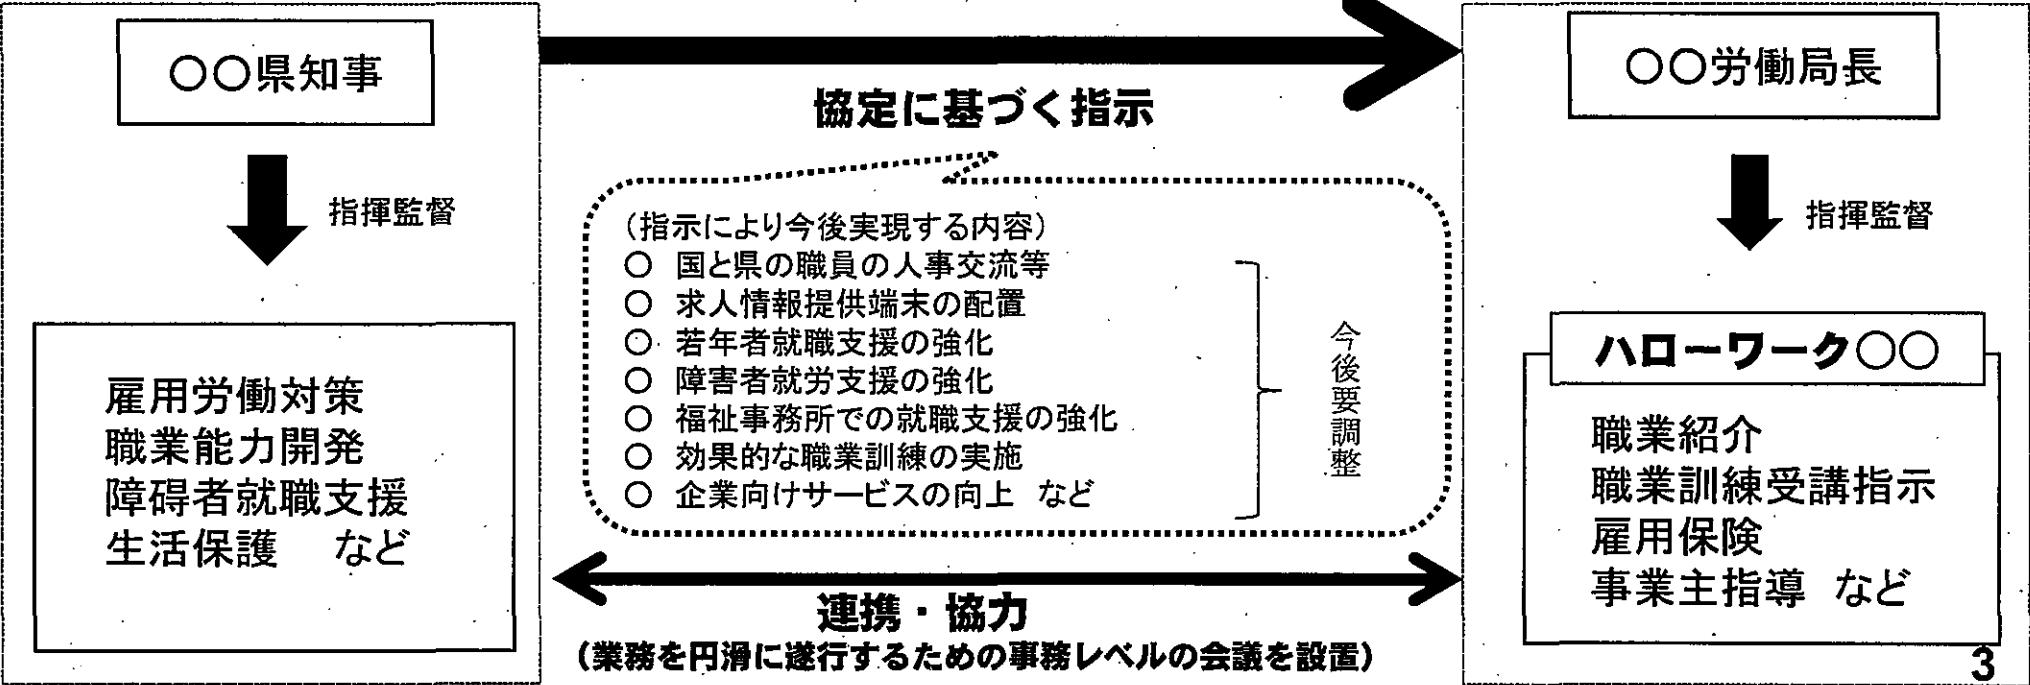 〇〇県知事
指揮監督
雇用労働対策
職業能力開発
障碍者就職支援
生活保護　など
協定に基づく指示
（指示により今後実現する内容）
〇　国と県の職員の人事交流等
〇　求人情報提供端末の配置
〇　若年者就職支援の強化
〇　障害者就労支援の強化
〇　福祉事務所での就職支援の強化
〇　効果的な職業訓練の実施
〇　企業向けサービスの向上　など
今後要調整
連携・協力
（業務を円滑に遂行するための事務レベルの会議を設置）
〇〇労働局長
指揮監督
ハローワーク〇〇
職業紹介
職業訓練受講指示
雇用保険
事業主指導　など
3